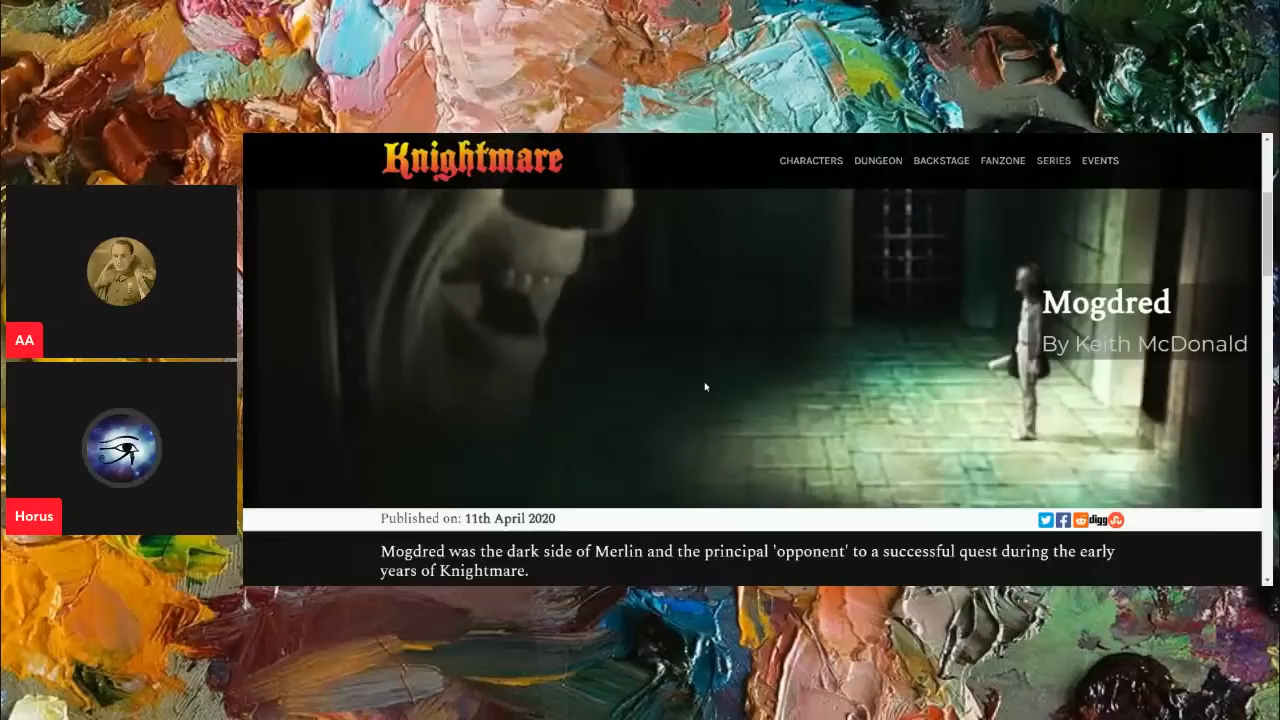 Knightmare
CHARACTERS DUNGEON BACKSTAGE FANZONE SERIES EVENTS
Mogdred
By Keith McDonald
AA
Horus
Published on: 11th April 2020
digg
Mogdred was the dark side of Merlin and the principal 'opponent' to a successful quest during the early
years of Knightmare.